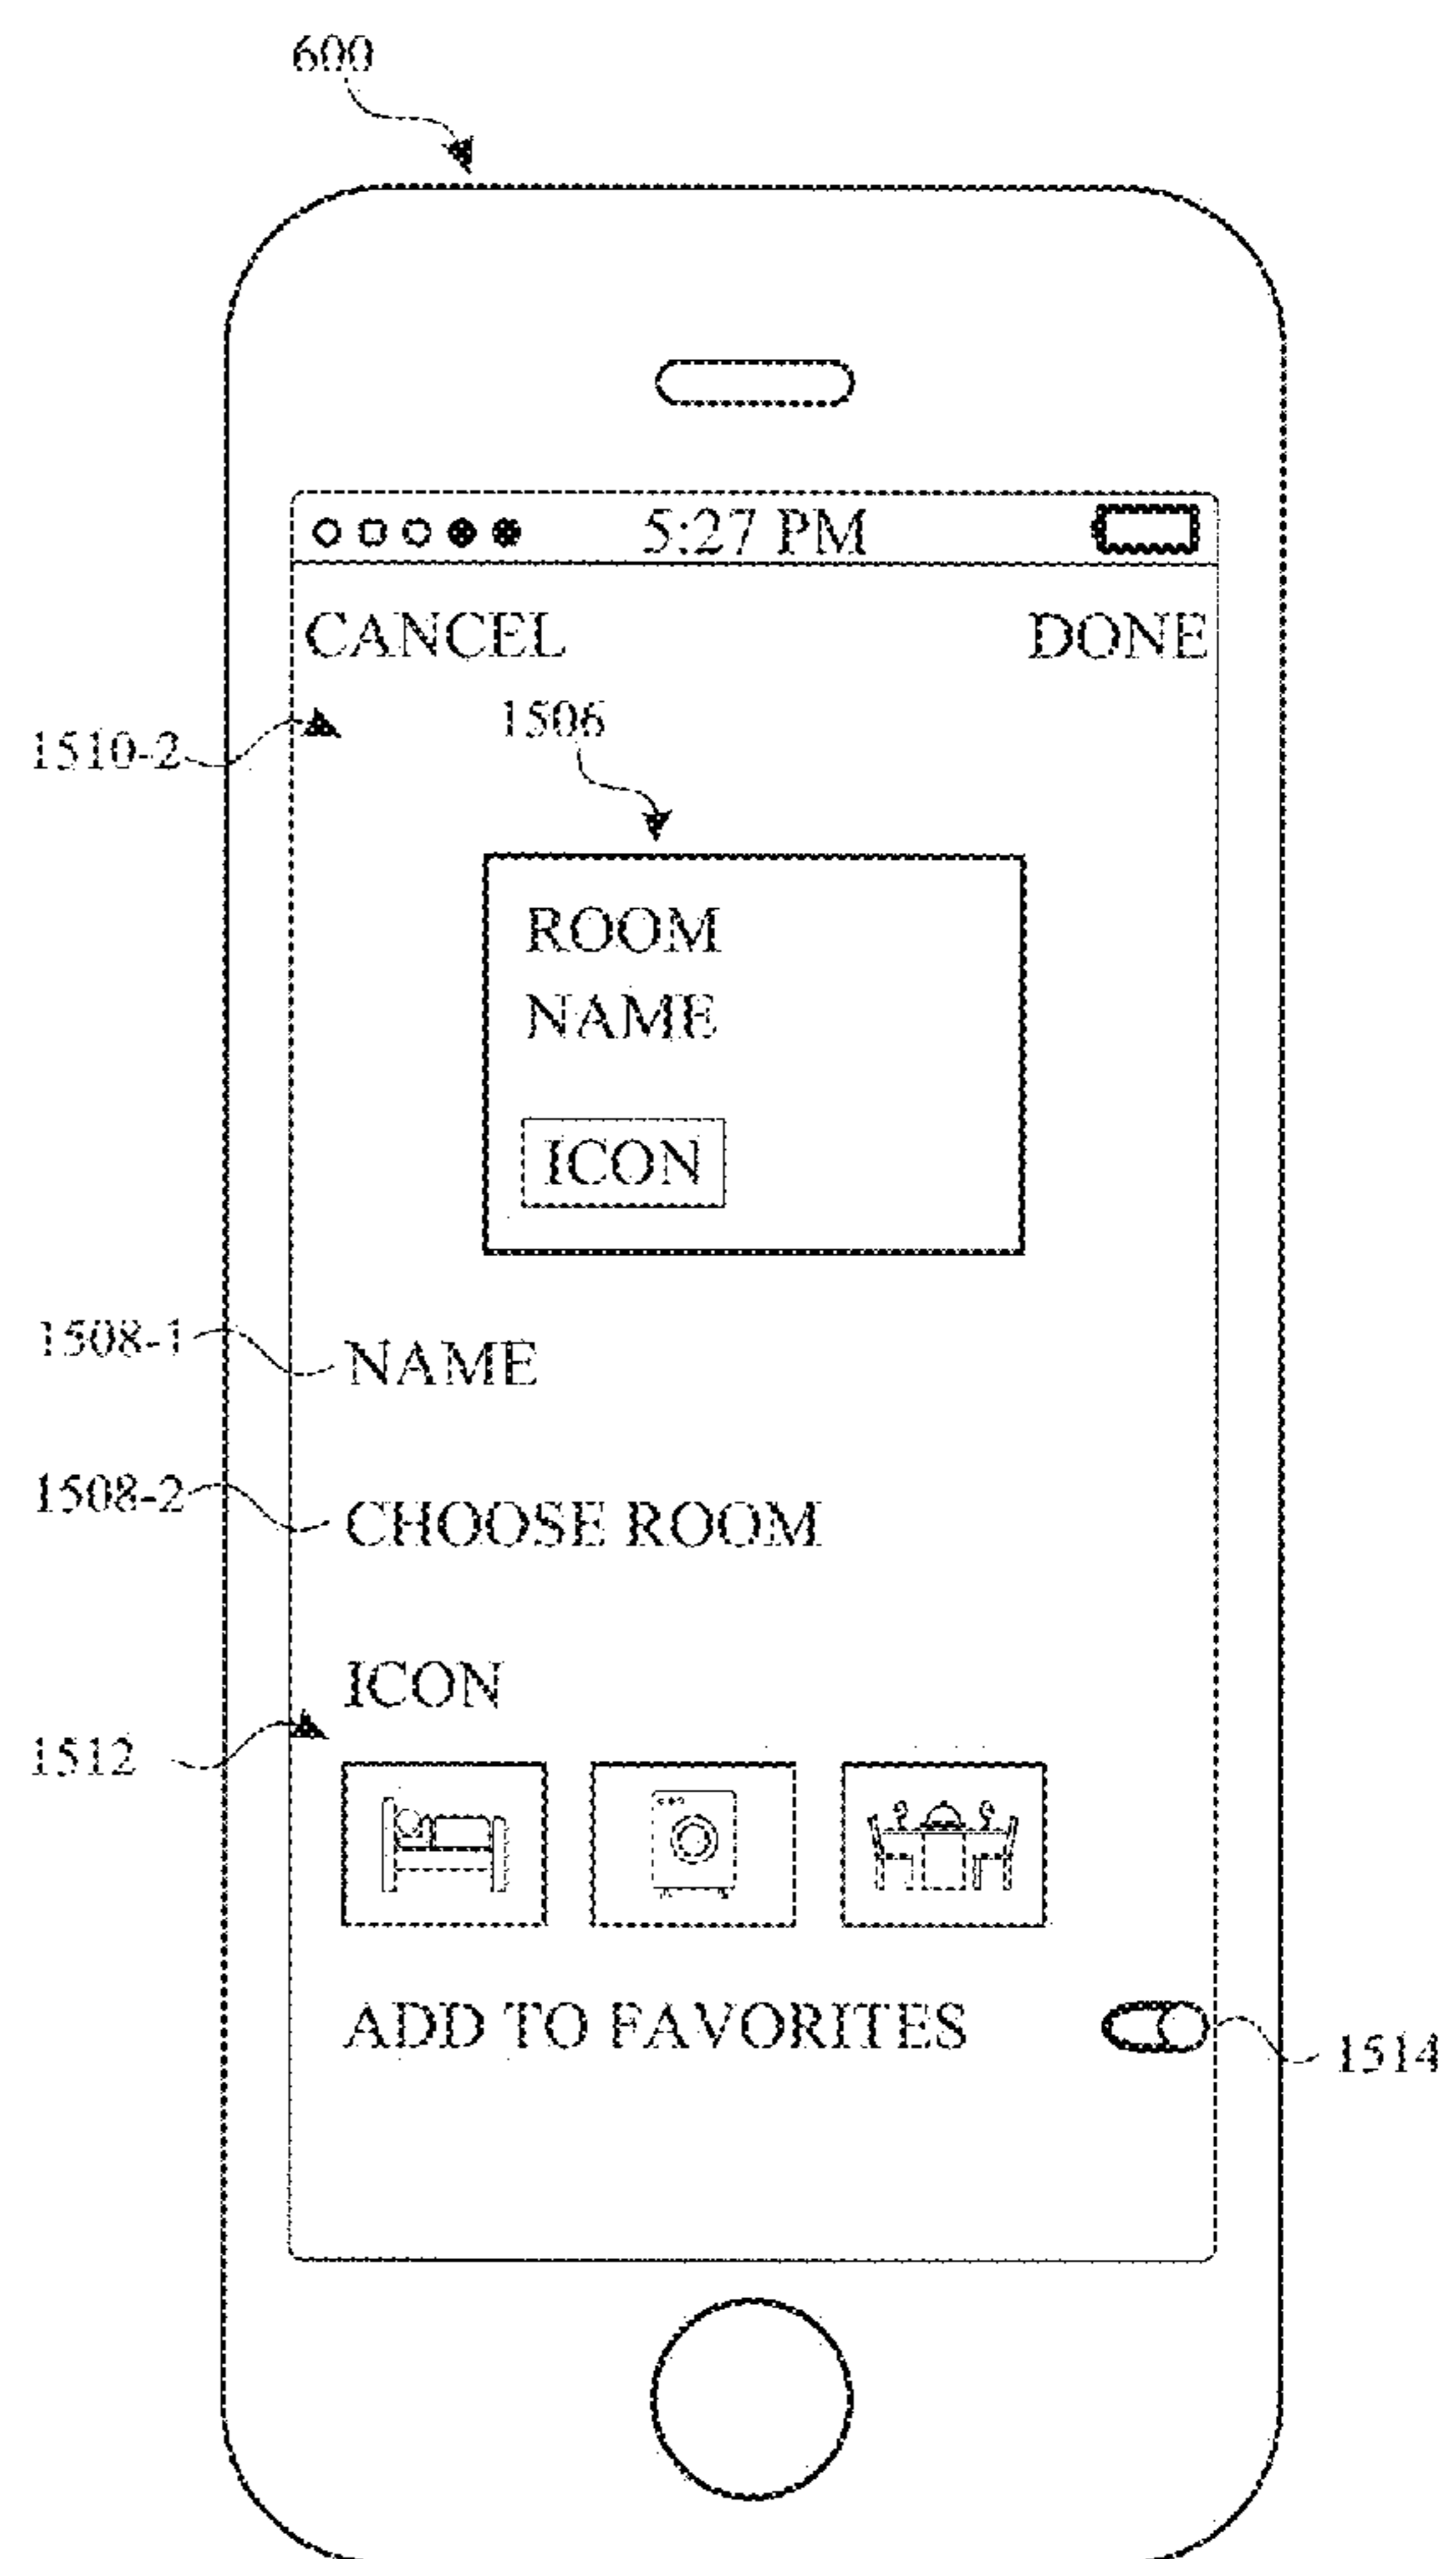 600
5:27 PM
CANCEL DONE
1510-2
1506
ROOM
NAME
ICON
1508-1
NAME
1508-2
CHOOSE ROOM
ICON
1512
ADD TO FAVORITES
1514